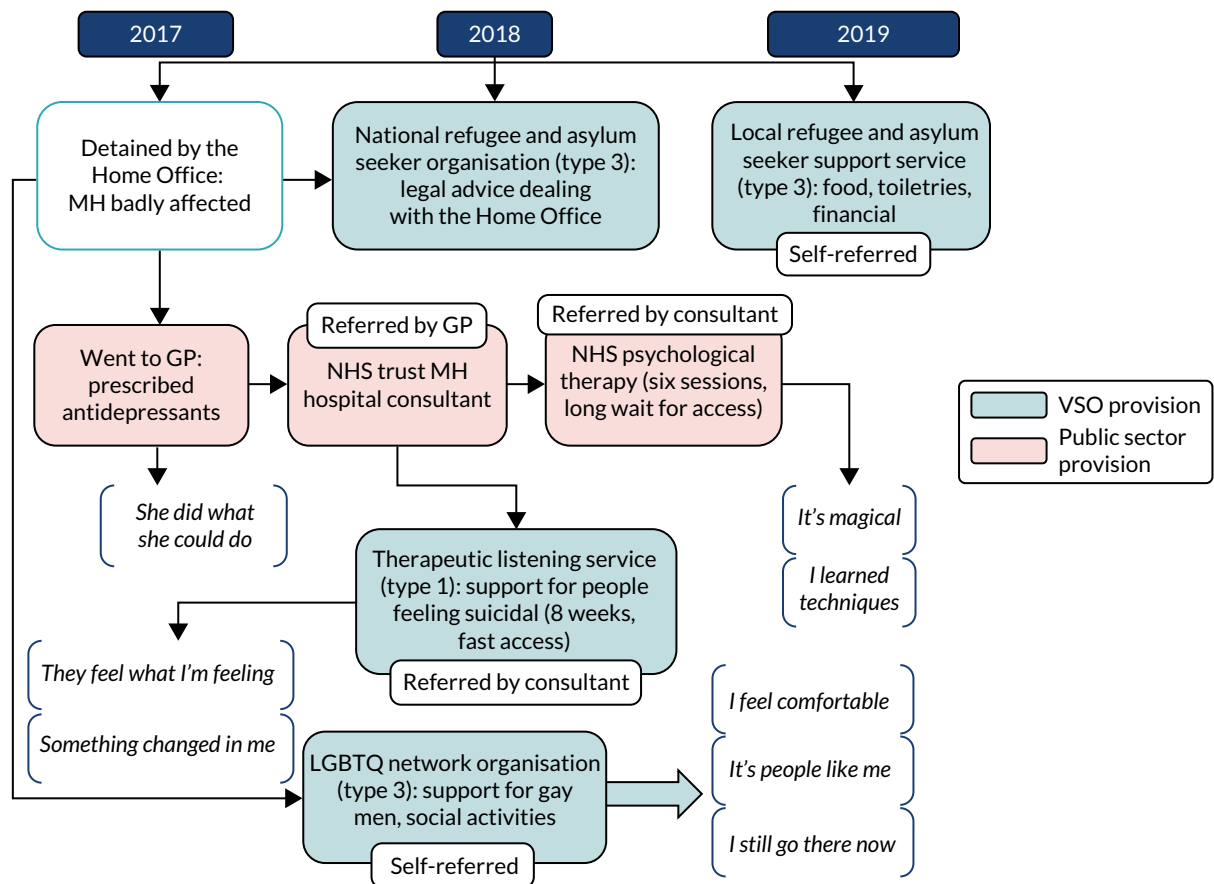 2017
2018
2019
Detained by the
Home Office:
MH badly affected
National refugee and asylum
seeker organisation (type 3):
legal advice dealing
with the Home Office
Local refugee and asylum
seeker support service
(type 3): food, toiletries,
financial
Self-referred
Went to GP:
prescribed
antidepressants
Referred by GP
NHS trust MH
hospital consultant
Referred by consultant
NHS psychological
therapy (six sessions,
long wait for access)
VSO provision
Public sector
provision
She did what
she could do
It’s magical
I learned
techniques
Therapeutic listening service
(type 1): support for people
feeling suicidal (8 weeks,
fast access)
Referred by consultant
They feel what I’m feeling
Something changed in me
LGBTQ network organisation
(type 3): support for gay
men, social activities
Self-referred
I feel comfortable
It’s people like me
I still go there now